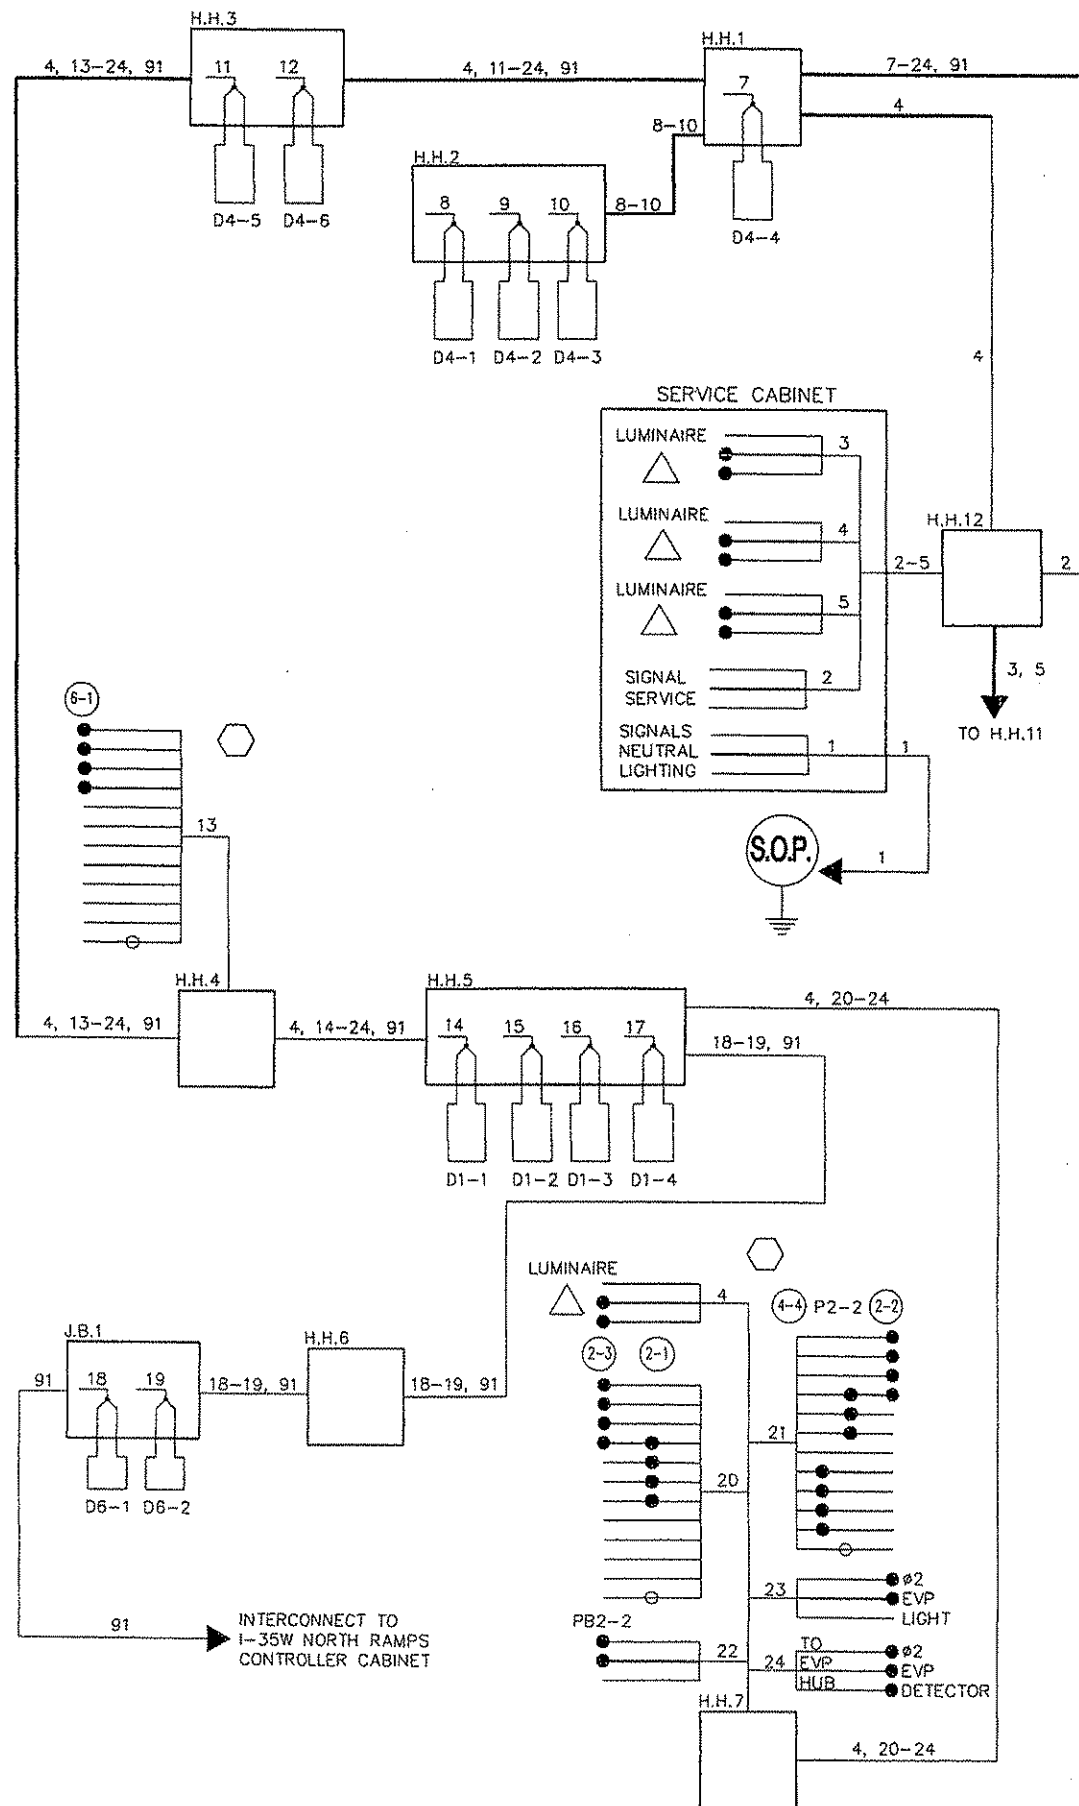 H.H.3
4, 13-24, 91
11
12
4, 11-24, 91
H.H.1
7
7-24, 91
4
8-10
H.H.2
8
9
10
8-10
D4-5
D4-6
D4-4
D4-1
D4-2
D4-3
4
SERVICE CABINET
LUMINAIRE
3
LUMINAIRE
4
H.H.12
2-5
2
LUMINAIRE
5
3, 5
TO H.H.11
SIGNAL
SERVICE
2
SIGNALS
NEUTRAL
LIGHTING
1
1
6-1
13
S.O.P.
1
H.H.4
H.H.5
4, 13-24, 91
4, 14-24, 91
14
15
16
17
4, 20-24
18-19, 91
D1-1
D1-2
D1-3
D1-4
LUMINAIRE
4
4-4
P2-2
2-2
J.B.1
H.H.6
2-3
2-1
91
18
19
18-19, 91
18-19, 91
21
20
D6-1
D6-2
91
INTERCONNECT TO
I-35W NORTH RAMPS
CONTROLLER CABINET
23
ø2
EVP
LIGHT
PB2-2
22
24
TO
EVP
HUB
ø2
EVP
DETECTOR
H.H.7
4, 20-24